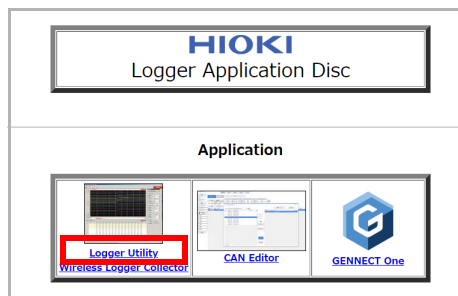 HIOKI
Logger Application Disc
Application
Logger Utility
Wireless Logger Collector
CAN Editor
GENNECT One